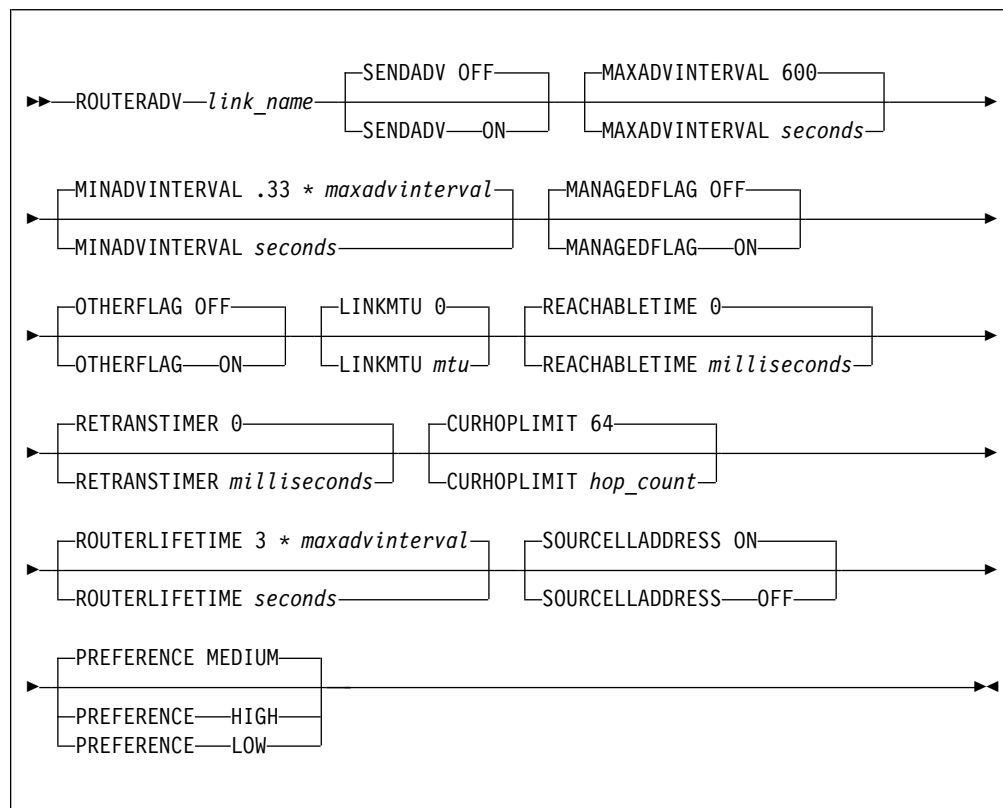 SENDADV OFF MAXADVINTERVAL 600
ROUTERADV link_name
SENDADV ON MAXADVINTERVAL seconds
MINADVINTERVAL .33 * maxadvinterval MANAGEDFLAG OFF
MINADVINTERVAL seconds MANAGEDFLAG ON
OTHERFLAG OFF LINKMTU 0 REACHABLETIME 0
OTHERFLAG ON LINKMTU mtu REACHABLETIME milliseconds
RETRANSTIMER 0 CURHOPLIMIT 64
RETRANSTIMER milliseconds CURHOPLIMIT hop_count
ROUTERLIFETIME 3 * maxadvinterval SOURCELLADDRESS ON
ROUTERLIFETIME seconds SOURCELLADDRESS OFF
PREFERENCE MEDIUM
PREFERENCE HIGH
PREFERENCE LOW